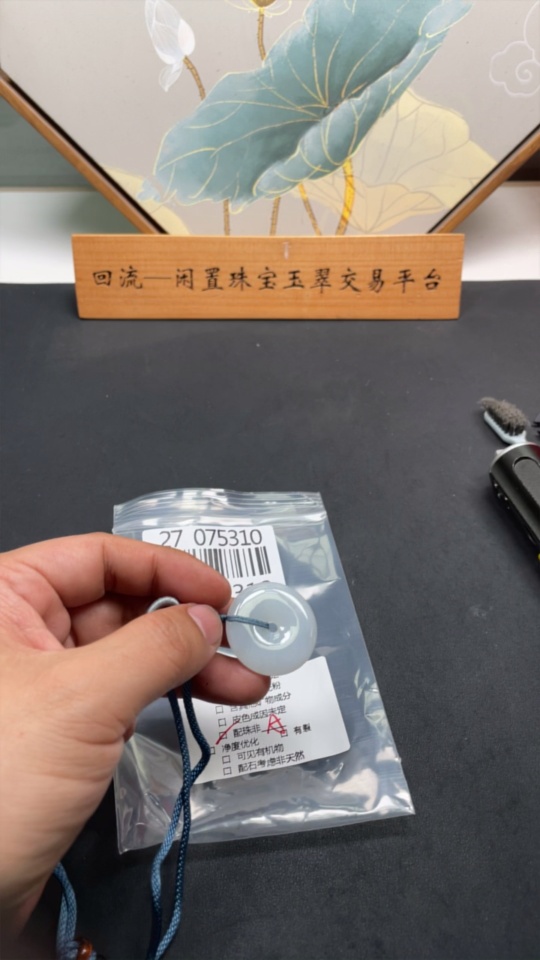 回流一闲置珠宝玉翠交易平台
27 075310
皮色成因未定
配珠非 A 有裂
净度优化
可见有机物
配石考虑非天然